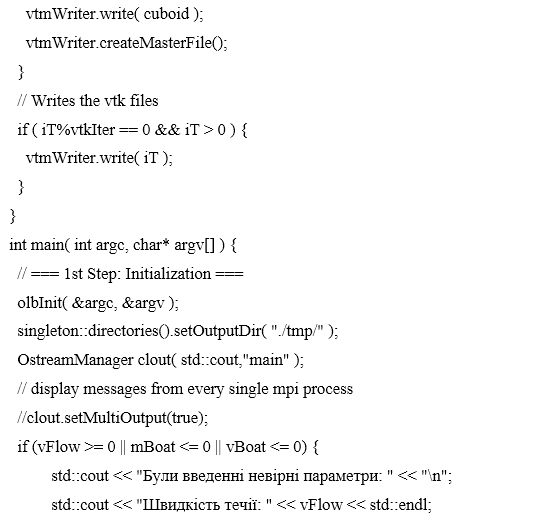 vtmWriter.write( cuboid );
vtmWriter.createMasterFile();
}
// Writes the vtk files
if ( iT%vtkIter == 0 && iT > 0 ) {
vtmWriter.write( iT );
}
}
int main( int argc, char* argv[] ) {
// === 1st Step: Initialization ===
olbInit( &argc, &argv );
singleton::directories().setOutputDir( "./tmp/" );
OstreamManager clout( std::cout,"main" );
// display messages from every single mpi process
//clout.setMultiOutput(true);
if (vFlow >= 0 || mBoat <= 0 || vBoat <= 0) {
std::cout << "Були введенні невірні параметри: " << "\n";
std::cout << "Швидкість течії: " << vFlow << std::endl;